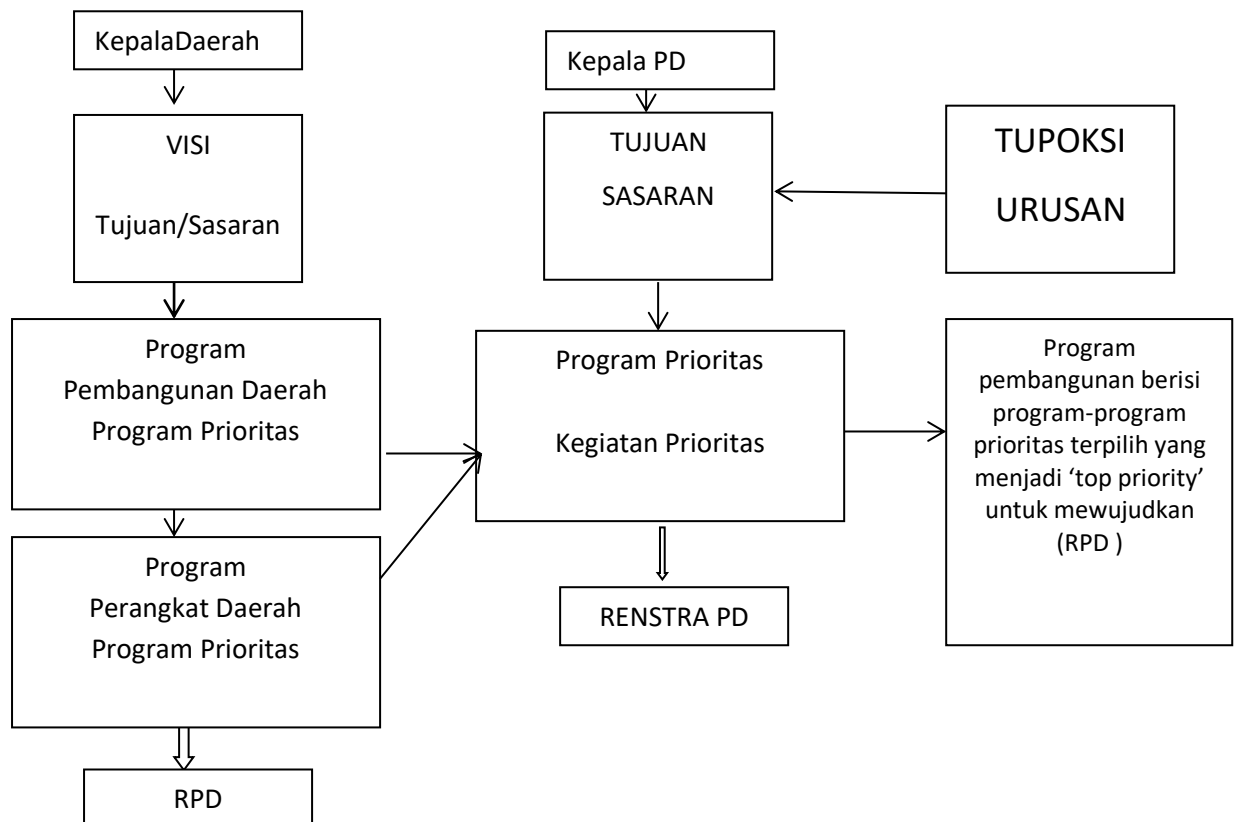 KepalaDaerah
VISI
Tujuan/Sasaran
Program
Pembangunan Daerah
Program Prioritas
Program
Perangkat Daerah
Program Prioritas
RPD
Kepala PD
TUJUAN
SASARAN
Program Prioritas
Kegiatan Prioritas
RENSTRA PD
TUPOKSI
URUSAN
Program
pembangunan berisi
program-program
prioritas terpilih yang
menjadi ‘top priority’
untuk mewujudkan
(RPD )